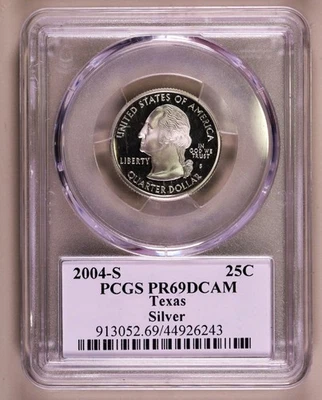 UNITED STATES OF AMERICA
LIBERTY
IN
GOD WE
TRUST
S
QUARTER DOLLAR
2004-S 25C
PCGS PR69DCAM
Texas
Silver
913052.69/44926243